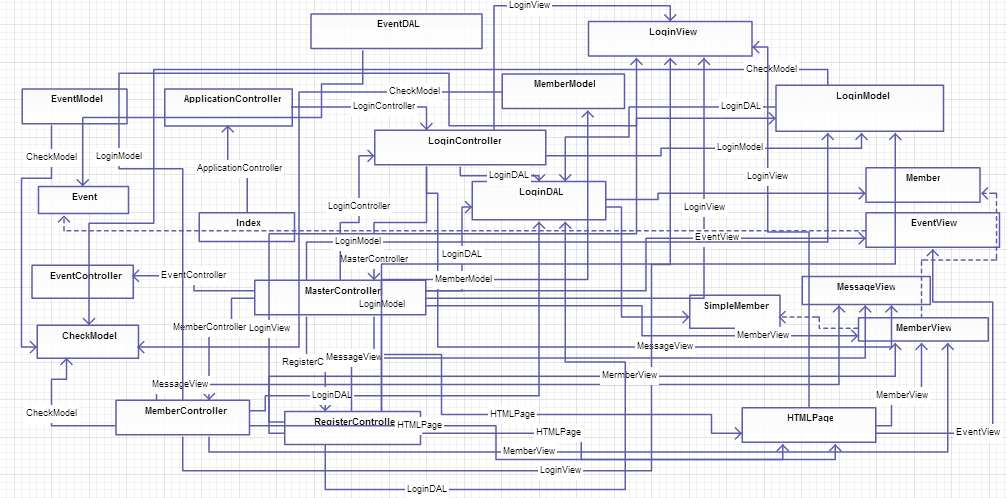 LoginView
EventDAL
LoginView
CheckModel
MemberModel
CheckModel
LoginModel
EventModel
ApplicationController
LoginController
LoginDAL
LoginController
LoginModel
CheckModel
LoginModel
ApplicationController
LoginDAL
LoginView
Member
LoginDAL
Event
LoginController
LoginView
Index
EventView
LoginModel
EventView
MasterController
LoginDAL
EventController
EventController
MemberModel
MasterController
MessageView
LoginModel
SimpleMember
MemberController
LoginView
MemberView
CheckModel
MemberView
MessageView
RegisterC
MessageView
MessageView
MermberView
LoginDAL
MemberView
CheckModel
MemberController
HTMLPage
HTMLPage
RegisterControlle
HTMLPage
HTMLPage
EventView
MemberView
LoginView
LoginDAL